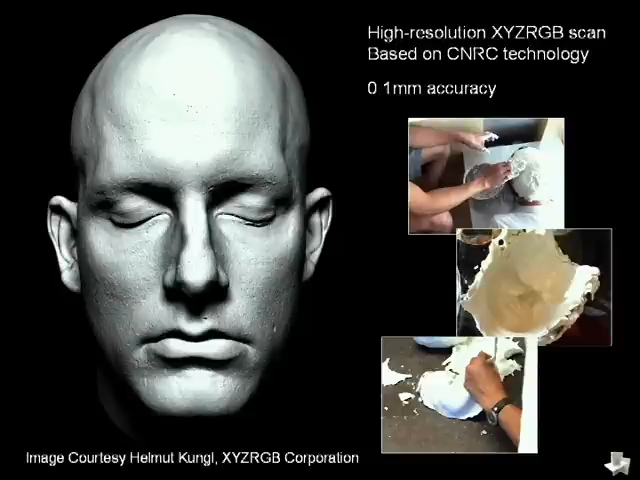 High-resolution XYZRGB scan
Based on CNRC technology
0 1mm accuracy
Image Courtesy Helmut Kungl, XYZRGB Corporation